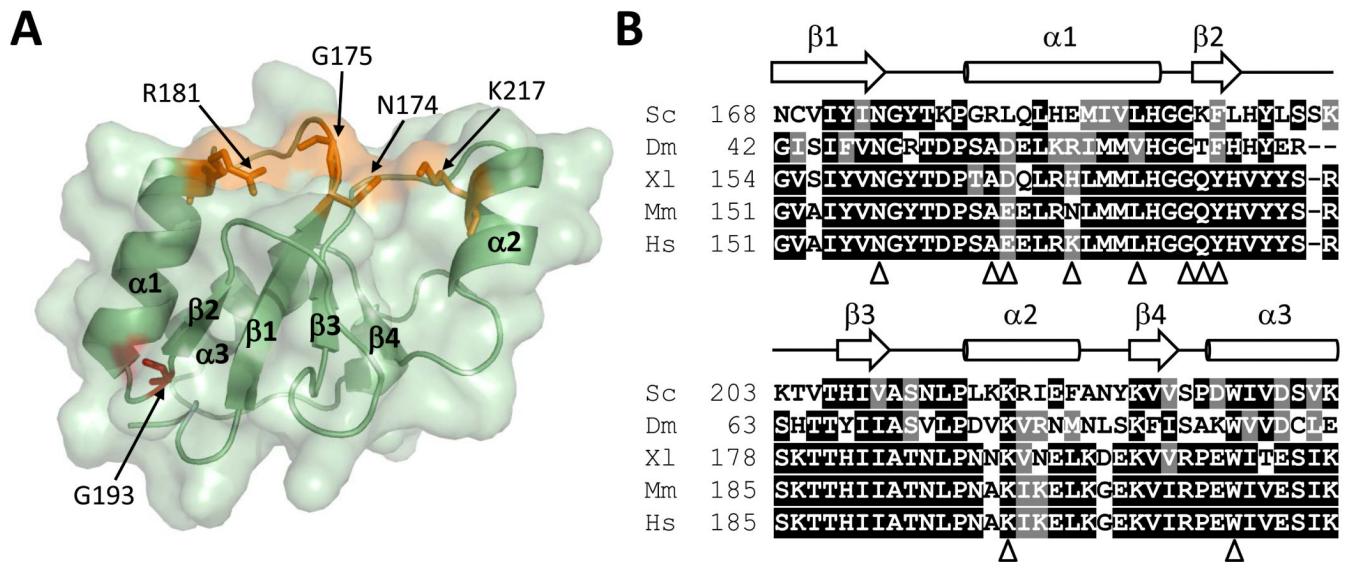 A
G175
R181
N174
K217
α2
α1
β2
β1
β3
β4
α3
G193
B
β1 α1 β2
Sc 168 NCVIYINGYTKPGRLQLHEMIVLHGGKFLHYLSSK
Dm 42 GISIFVNGRTDPSADELKRIMMVHGGTFHHYER--
Xl 154 GVSIYVNGYTDPTADQLRHLMMLHGGQYHVYYS-R
Mm 151 GVAIYVNGYTDPSAEELRNLMMLHGGQYHVYYS-R
Hs 151 GVAIYVNGYTDPSAEELRKLMMLHGGQYHVYYS-R
β3 α2 β4 α3
Sc 203 KTVTHIVASNLPLKKRIEFANYKVVSPDWIVDSVK
Dm 63 SHTTYIIASVLPDVKVRNMNLSKFISAKWVVDCLE
Xl 178 SKTTHIIATNLPNNKVNELKDEKVVRPEWITESIK
Mm 185 SKTTHIIATNLPNAKIKELKGEKVIRPEWIVESIK
Hs 185 SKTTHIIATNLPNAKIKELKGEKVIRPEWIVESIK